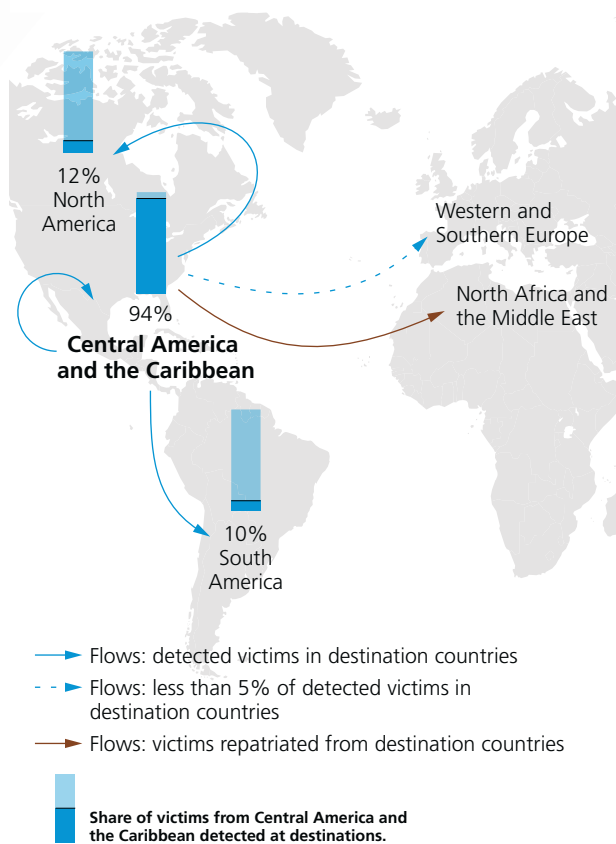 12%
North
America
94%
Central America
and the Caribbean
Western and
Southern Europe
North Africa and
the Middle East
10%
South
America
Flows: detected victims in destination countries
Flows: less than 5% of detected victims in
destination countries
Flows: victims repatriated from destination countries
Share of victims from Central America and
the Caribbean detected at destinations.